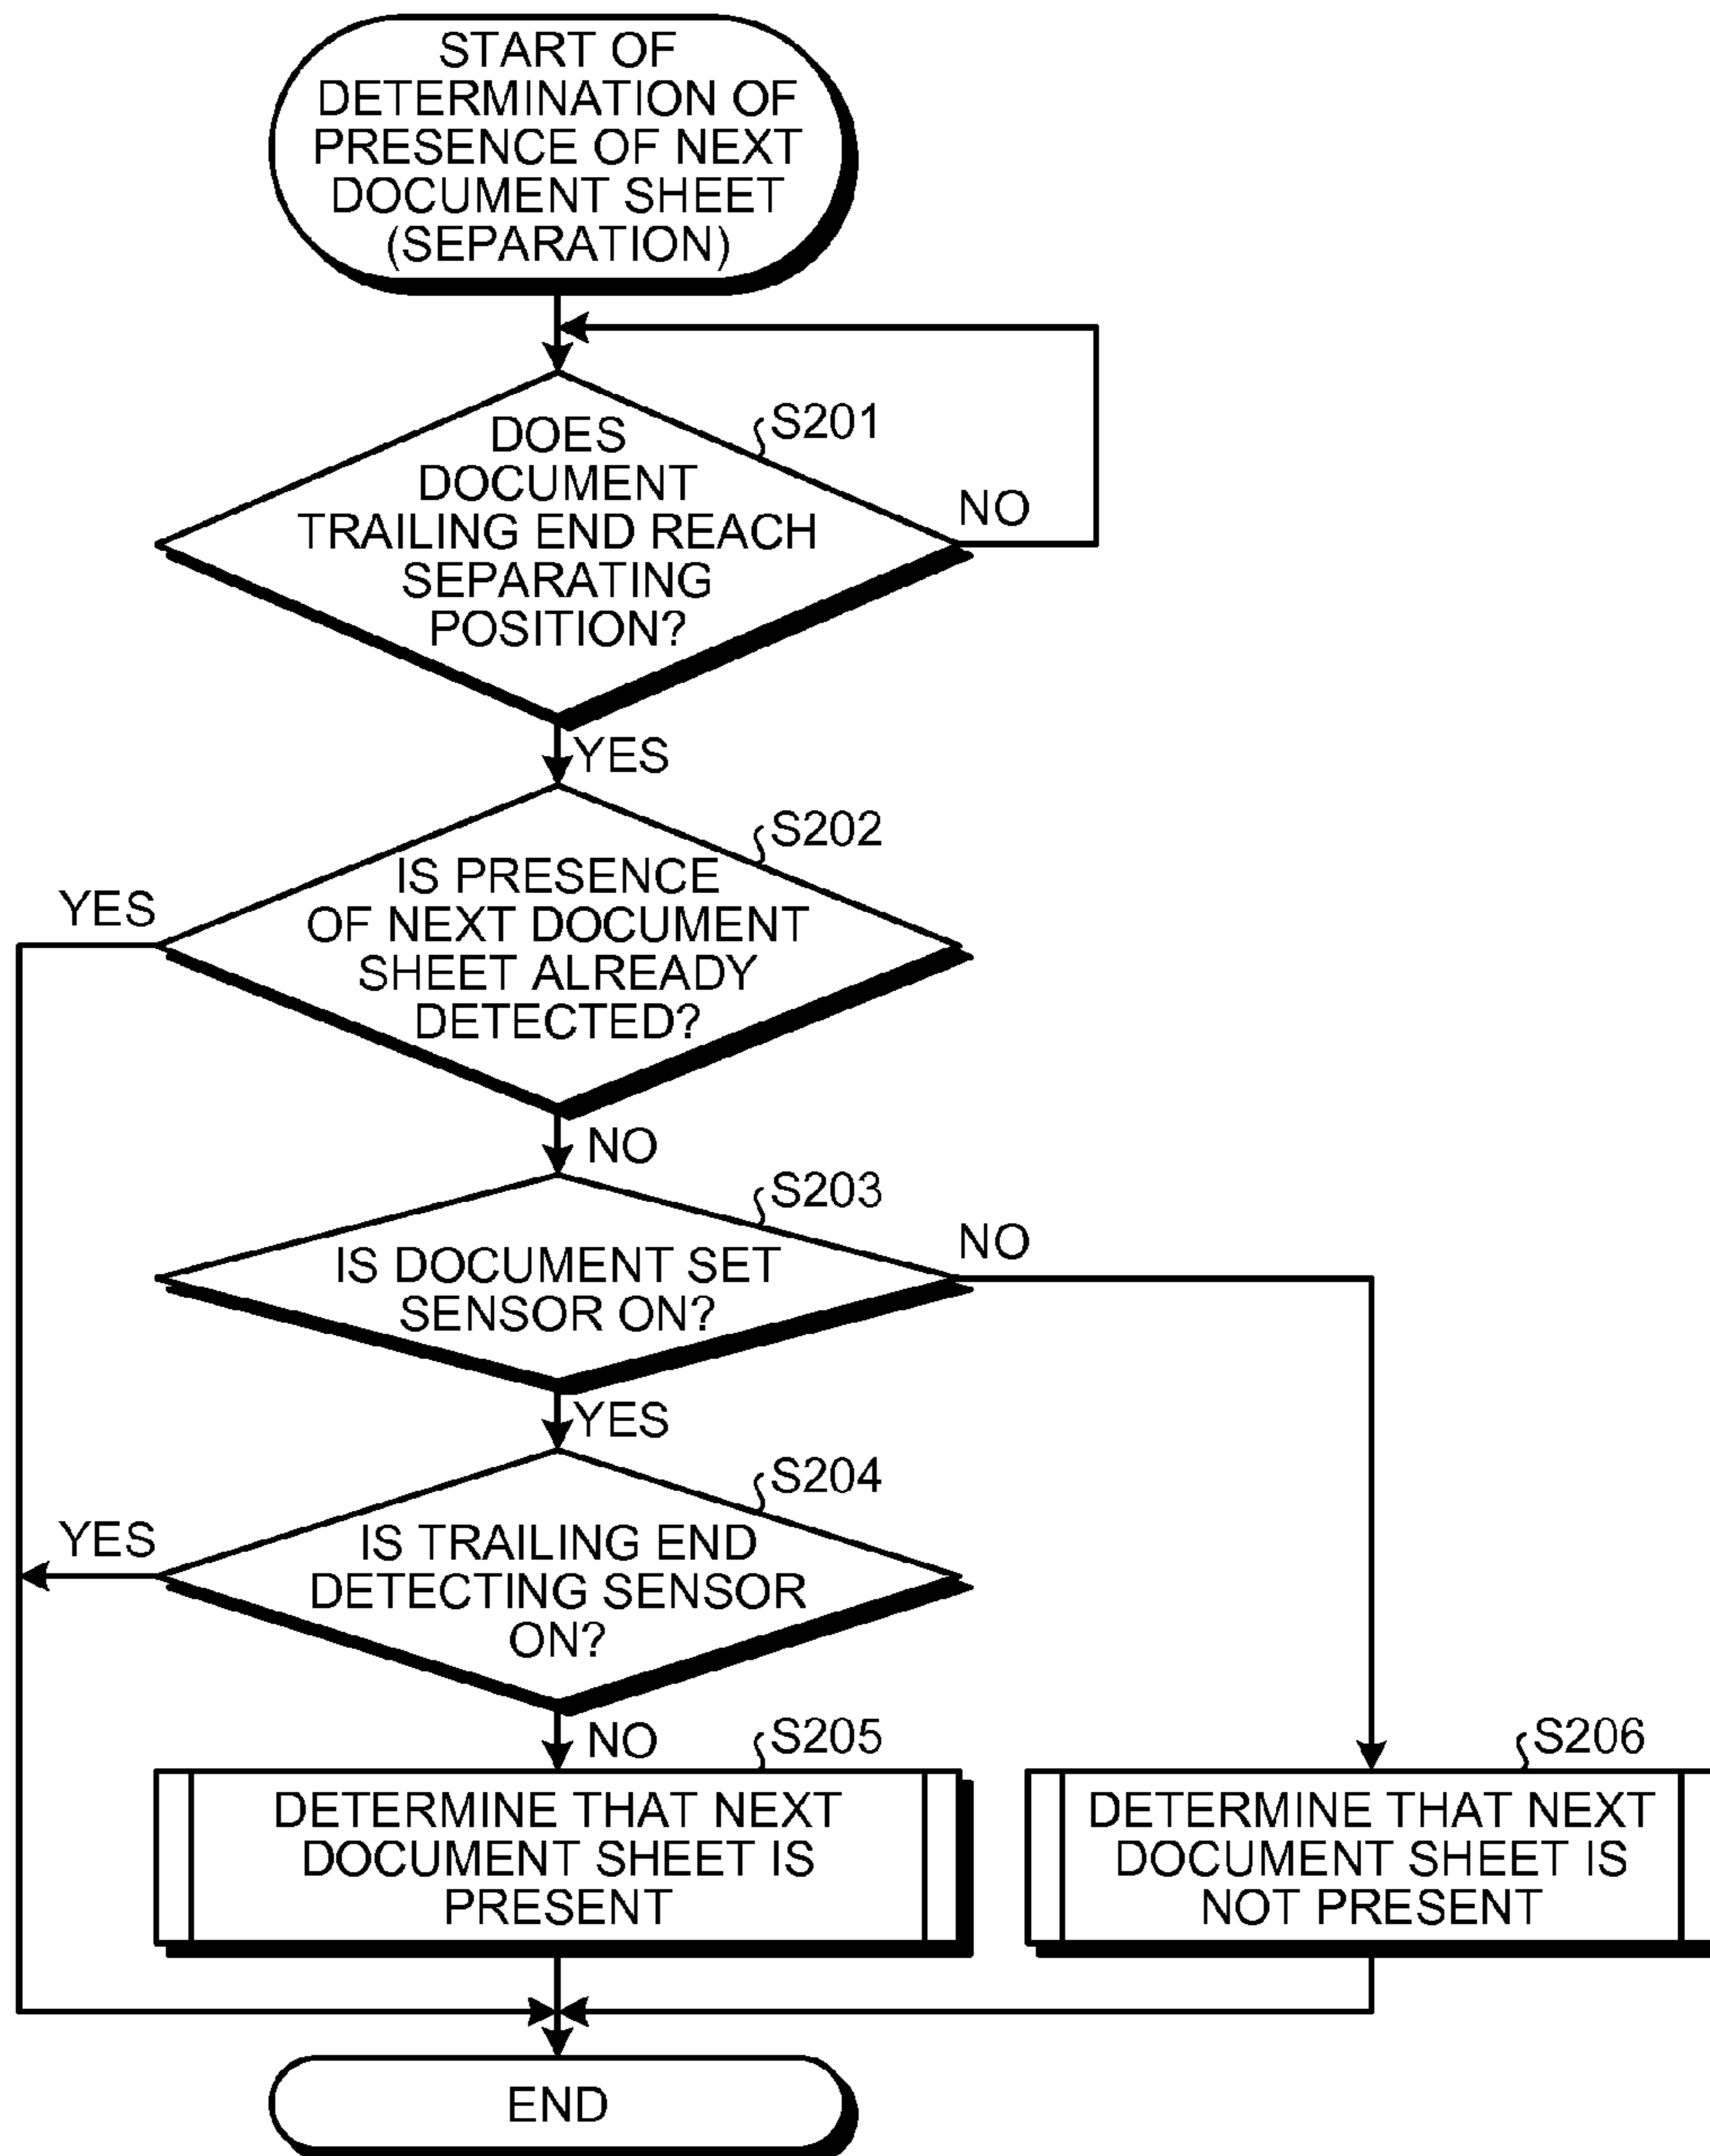 START OF
DETERMINATION OF
PRESENCE OF NEXT
DOCUMENT SHEET
(SEPARATION)
S201
DOES
DOCUMENT
TRAILING END REACH
SEPARATING
POSITION?
NO
YES
S202
IS PRESENCE
OF NEXT DOCUMENT
SHEET ALREADY
DETECTED?
YES
NO
S203
IS DOCUMENT SET
SENSOR ON?
NO
YES
S204
IS TRAILING END
DETECTING SENSOR
ON?
YES
NO
S205
DETERMINE THAT NEXT
DOCUMENT SHEET IS
PRESENT
S206
DETERMINE THAT NEXT
DOCUMENT SHEET IS
NOT PRESENT
END